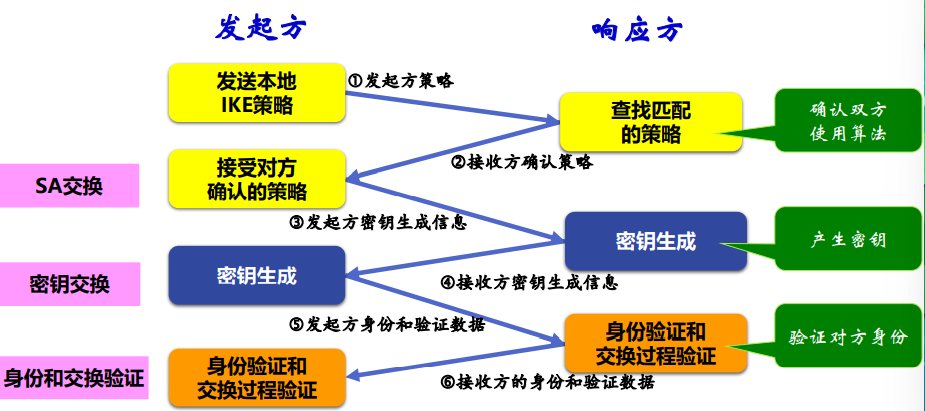 发起方
响应方
发送本地
IKE策略
①发起方策略
查找匹配
的策略
确认双方
使用算法
SA交换
接受对方
确认的策略
②接收方确认策略
③发起方密钥生成信息
密钥生成
产生密钥
密钥交换
密钥生成
④接收方密钥生成信息
⑤发起方身份和验证数据
身份验证和
交换过程验证
验证对方身份
身份和交换验证
身份验证和
交换过程验证
⑥接收方的身份和验证数据